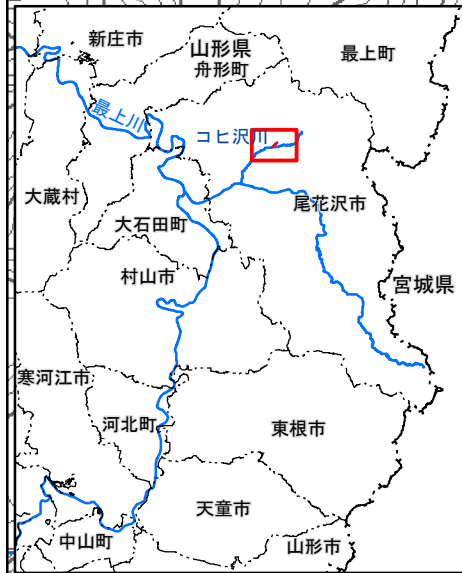 新庄市
山形県
舟形町
最上町
最上川
コヒ沢川
大蔵村
尾花沢市
大石田町
村山市
宮城県
寒河江市
河北町
東根市
天童市
中山町
山形市